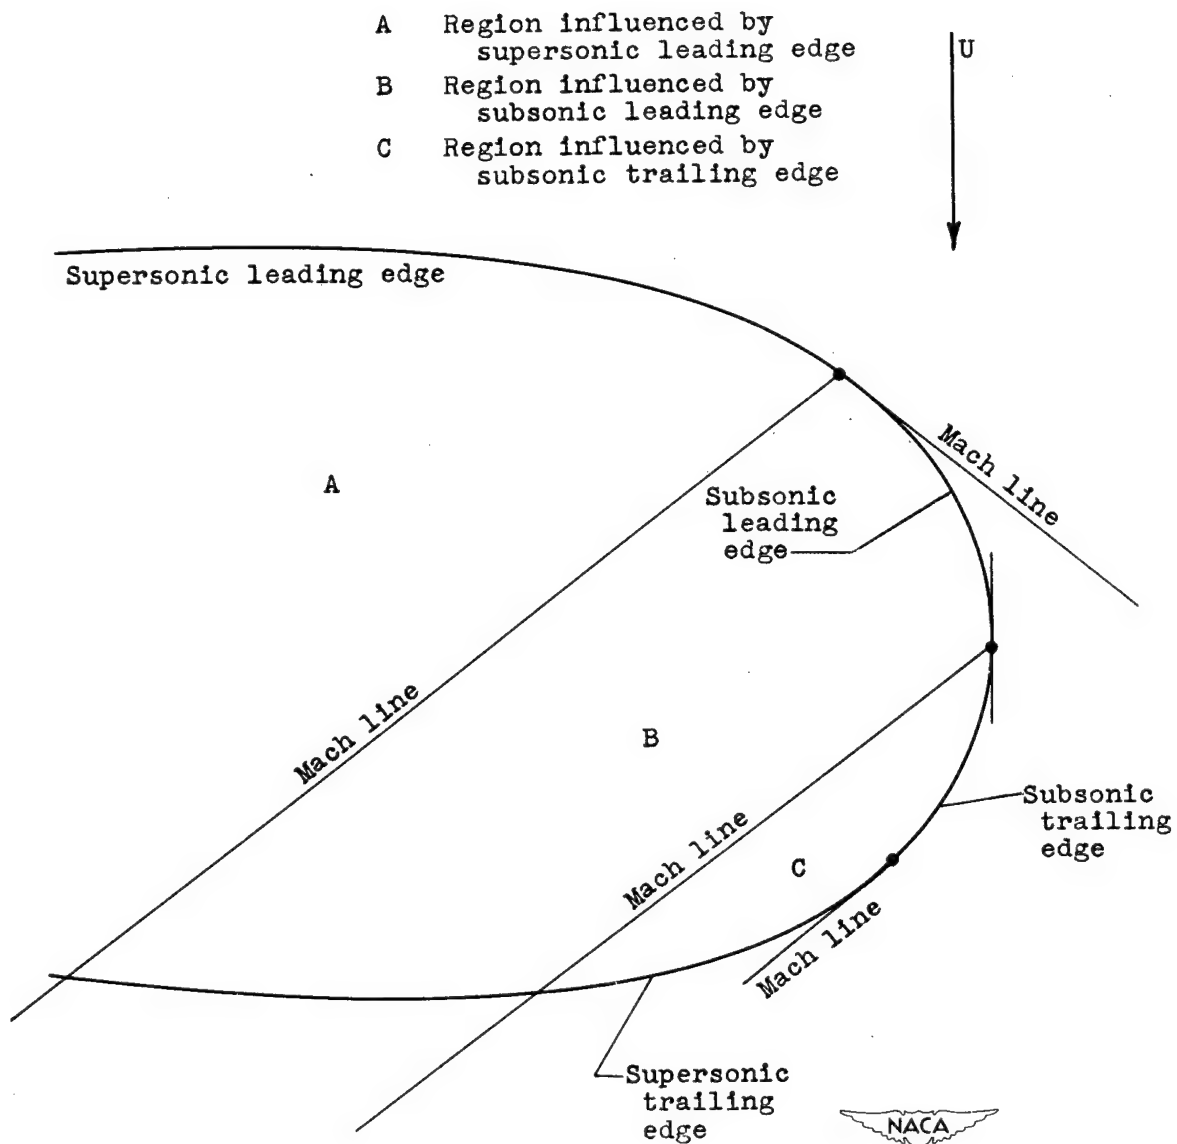 A Region influenced by
supersonic leading edge
B Region influenced by
subsonic leading edge
C Region influenced by
subsonic trailing edge
U
Supersonic leading edge
Mach line
A
Subsonic
leading
edge
Mach line
B
Mach line
C
Subsonic
trailing
edge
Mach line
Supersonic
trailing
edge
NACA